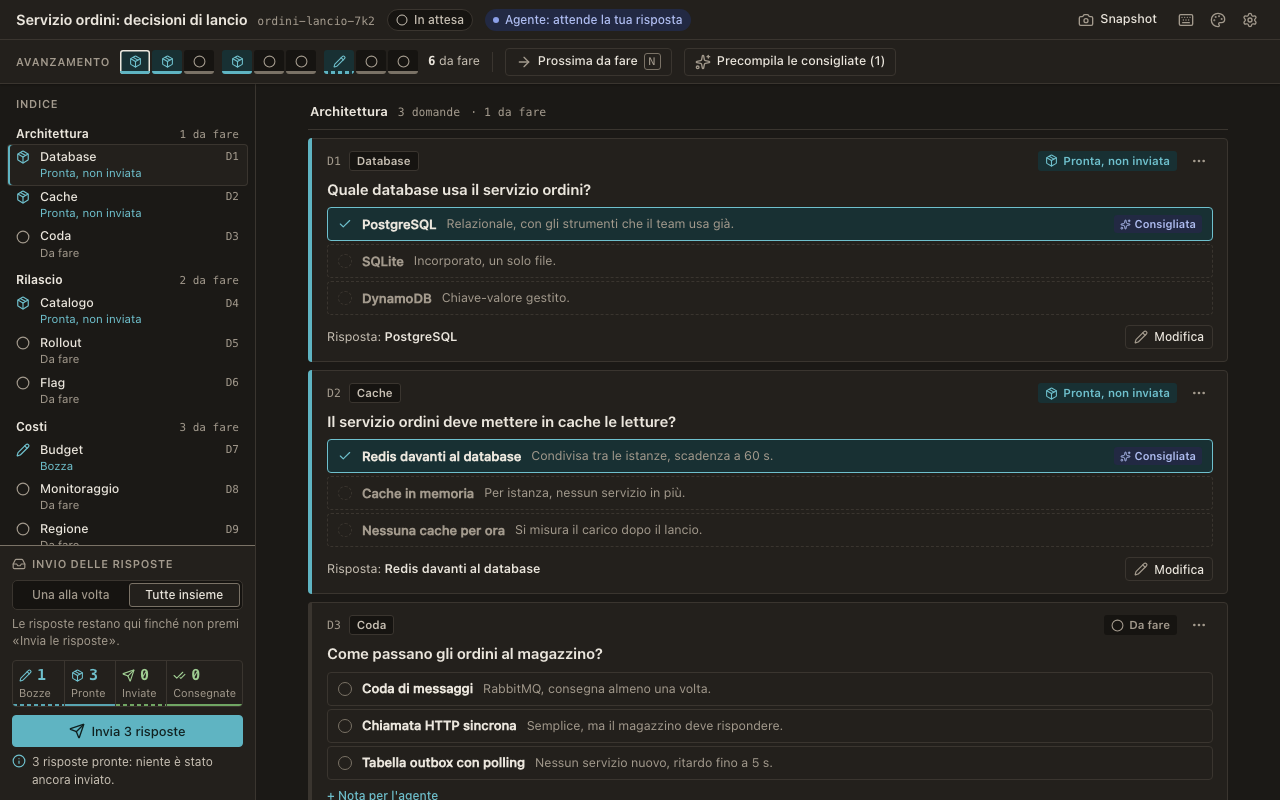 Servizio ordini: decisioni di lancio ordini-lancio-7k2 In attesa Agente: attende la tua risposta Snapshot
AVANZAMENTO 6 da fare Prossima da fare N Precompila le consigliate (1)
INDICE
Architettura 1 da fare
Database D1
Pronta, non inviata
Cache D2
Pronta, non inviata
Coda D3
Da fare
Rilascio 2 da fare
Catalogo D4
Pronta, non inviata
Rollout D5
Da fare
Flag D6
Da fare
Costi 3 da fare
Budget D7
Bozza
Monitoraggio D8
Da fare
Regione D9
Da fare
INVIO DELLE RISPOSTE
Una alla volta Tutte insieme
Le risposte restano qui finché non premi
«Invia le risposte».
1 3 0 0
Bozze Pronte Inviate Consegnate
Invia 3 risposte
3 risposte pronte: niente è stato
ancora inviato.
Architettura 3 domande · 1 da fare
D1 Database Pronta, non inviata
Quale database usa il servizio ordini?
PostgreSQL Relazionale, con gli strumenti che il team usa già. Consigliata
SQLite Incorporato, un solo file.
DynamoDB Chiave-valore gestito.
Risposta: PostgreSQL Modifica
D2 Cache Pronta, non inviata
Il servizio ordini deve mettere in cache le letture?
Redis davanti al database Condivisa tra le istanze, scadenza a 60 s. Consigliata
Cache in memoria Per istanza, nessun servizio in più.
Nessuna cache per ora Si misura il carico dopo il lancio.
Risposta: Redis davanti al database Modifica
D3 Coda Da fare
Come passano gli ordini al magazzino?
Coda di messaggi RabbitMQ, consegna almeno una volta.
Chiamata HTTP sincrona Semplice, ma il magazzino deve rispondere.
Tabella outbox con polling Nessun servizio nuovo, ritardo fino a 5 s.
+ Nota per l'agente